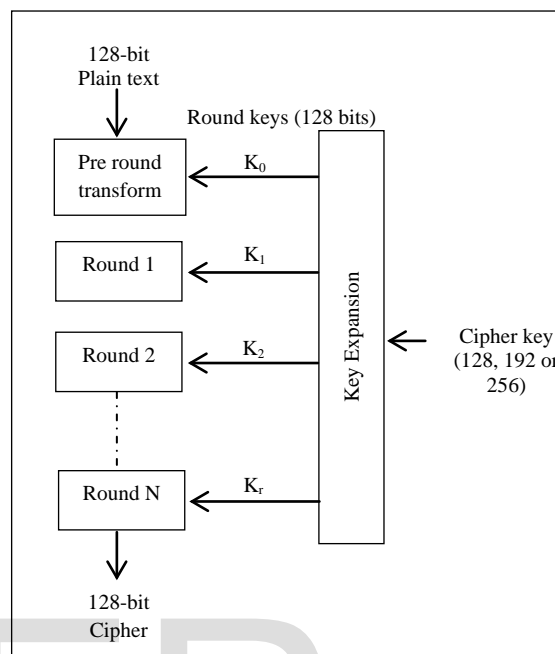 128-bit
Plain text
Round keys (128 bits)
Pre round
transform
K₀
Round 1
K₁
Round 2
K₂
Key Expansion
Cipher key
(128, 192 or
256)
Round N
Kᵣ
128-bit
Cipher